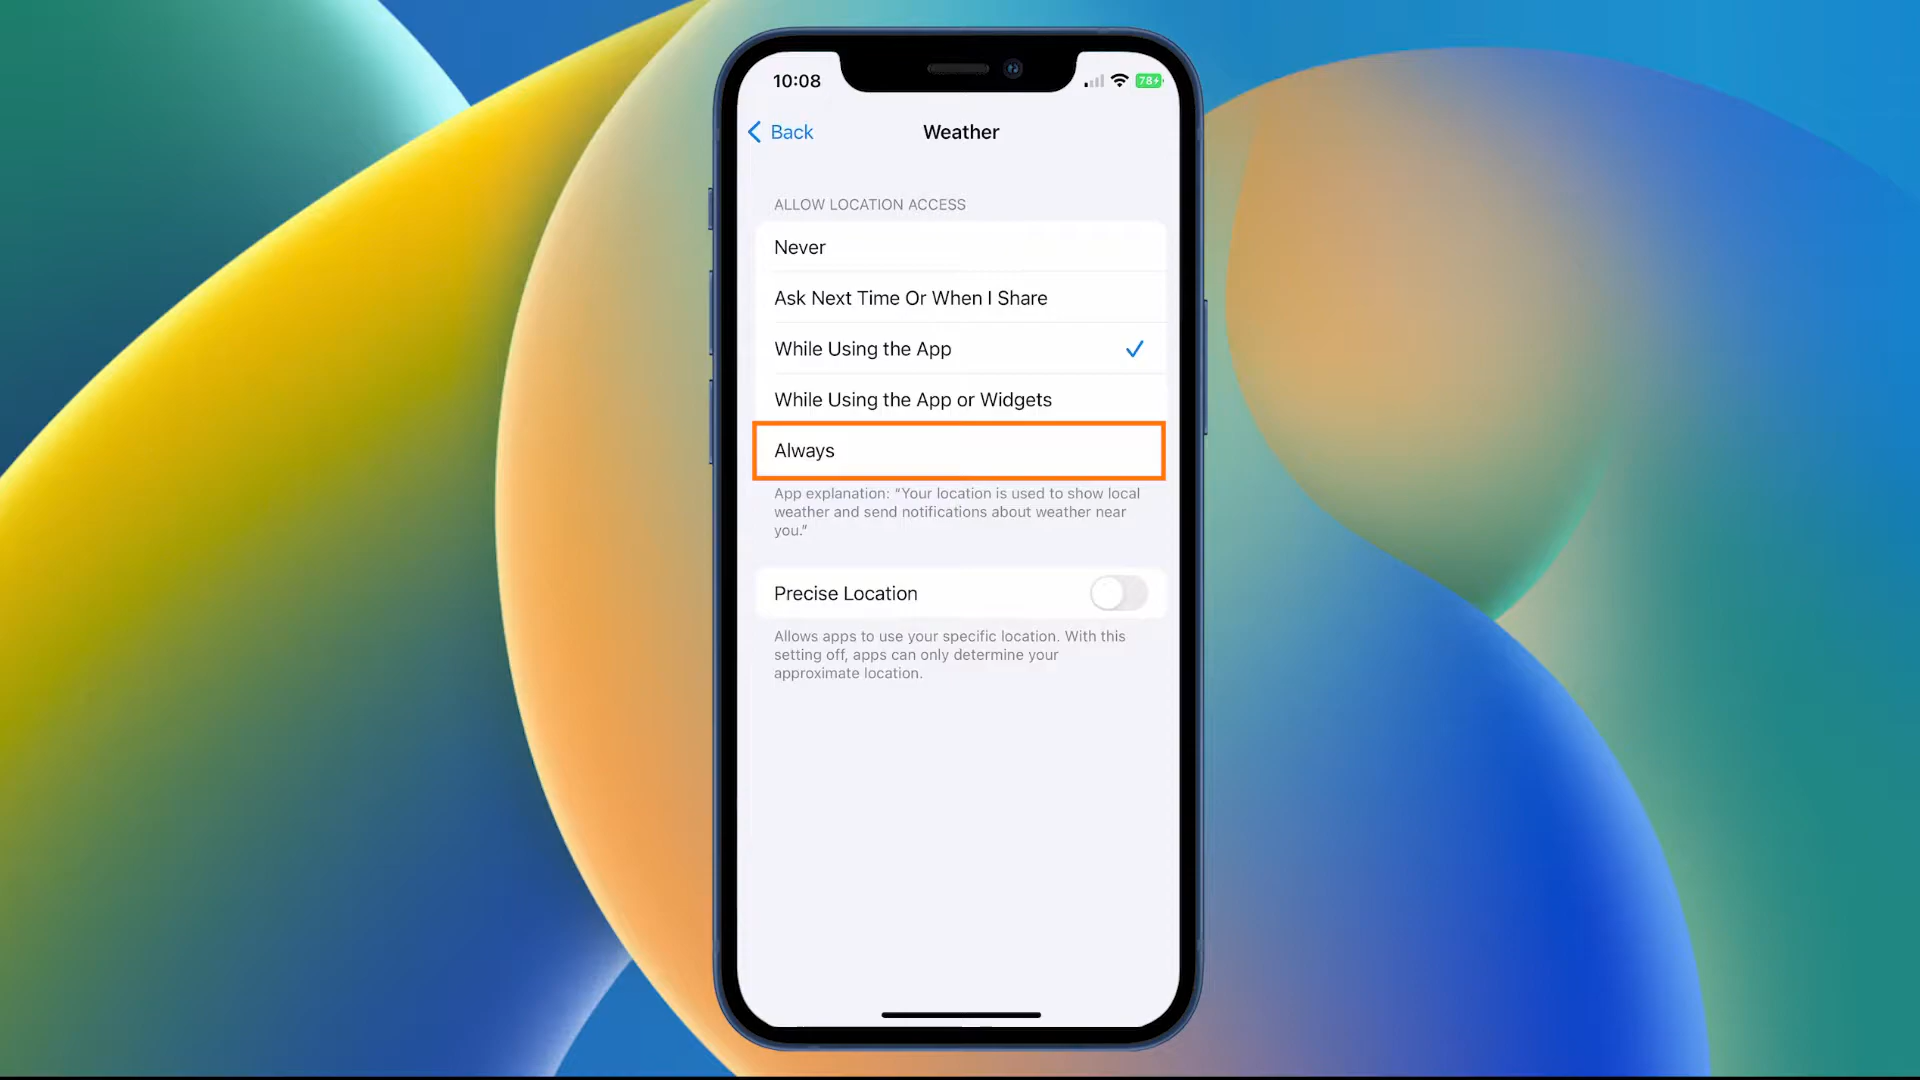 10:08
78
Back
Weather
ALLOW LOCATION ACCESS
Never
Ask Next Time Or When I Share
While Using the App
While Using the App or Widgets
Always
App explanation: “Your location is used to show local
weather and send notifications about weather near
you.”
Precise Location
Allows apps to use your specific location. With this
setting off, apps can only determine your
approximate location.